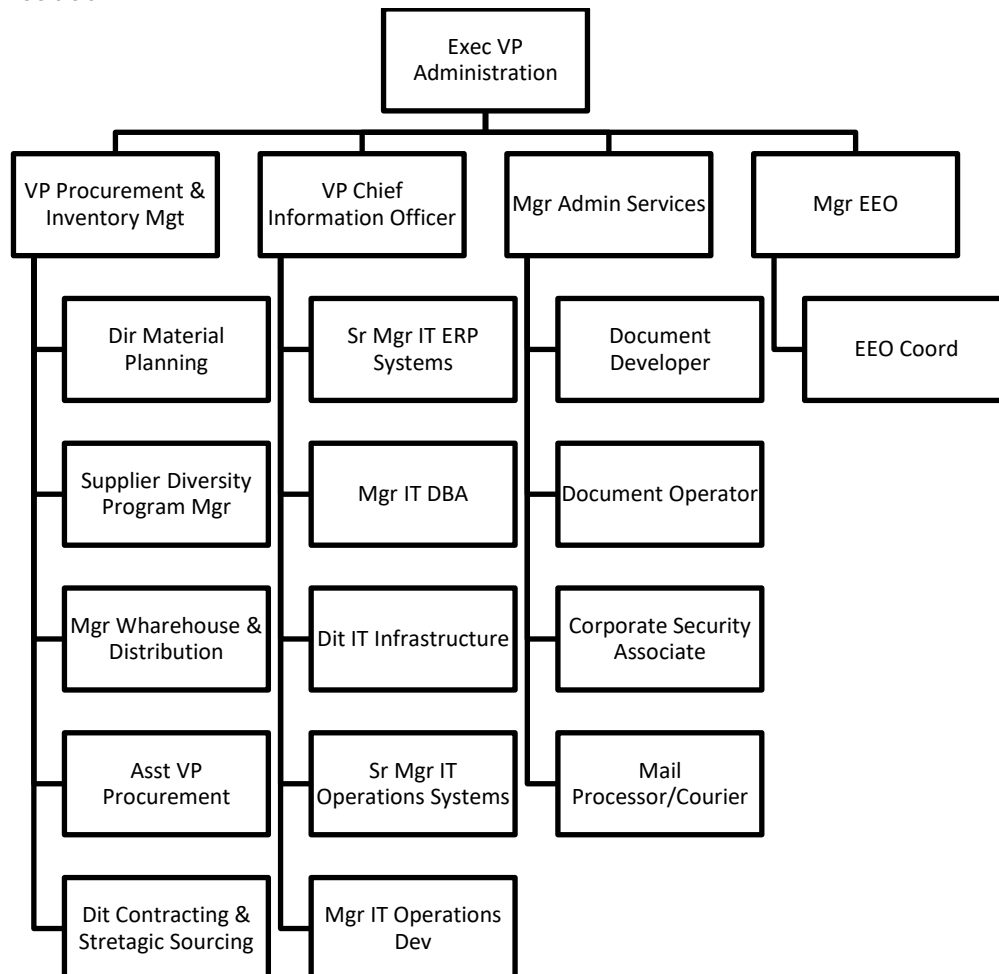 Exec VP
Administration
VP Procurement &
Inventory Mgt
VP Chief
Information Officer
Mgr Admin Services
Mgr EEO
Dir Material
Planning
Sr Mgr IT ERP
Systems
Document
Developer
EEO Coord
Supplier Diversity
Program Mgr
Mgr IT DBA
Document Operator
Mgr Wharehouse &
Distribution
Dit IT Infrastructure
Corporate Security
Associate
Asst VP
Procurement
Sr Mgr IT
Operations Systems
Mail
Processor/Courier
Dit Contracting &
Stretagic Sourcing
Mgr IT Operations
Dev